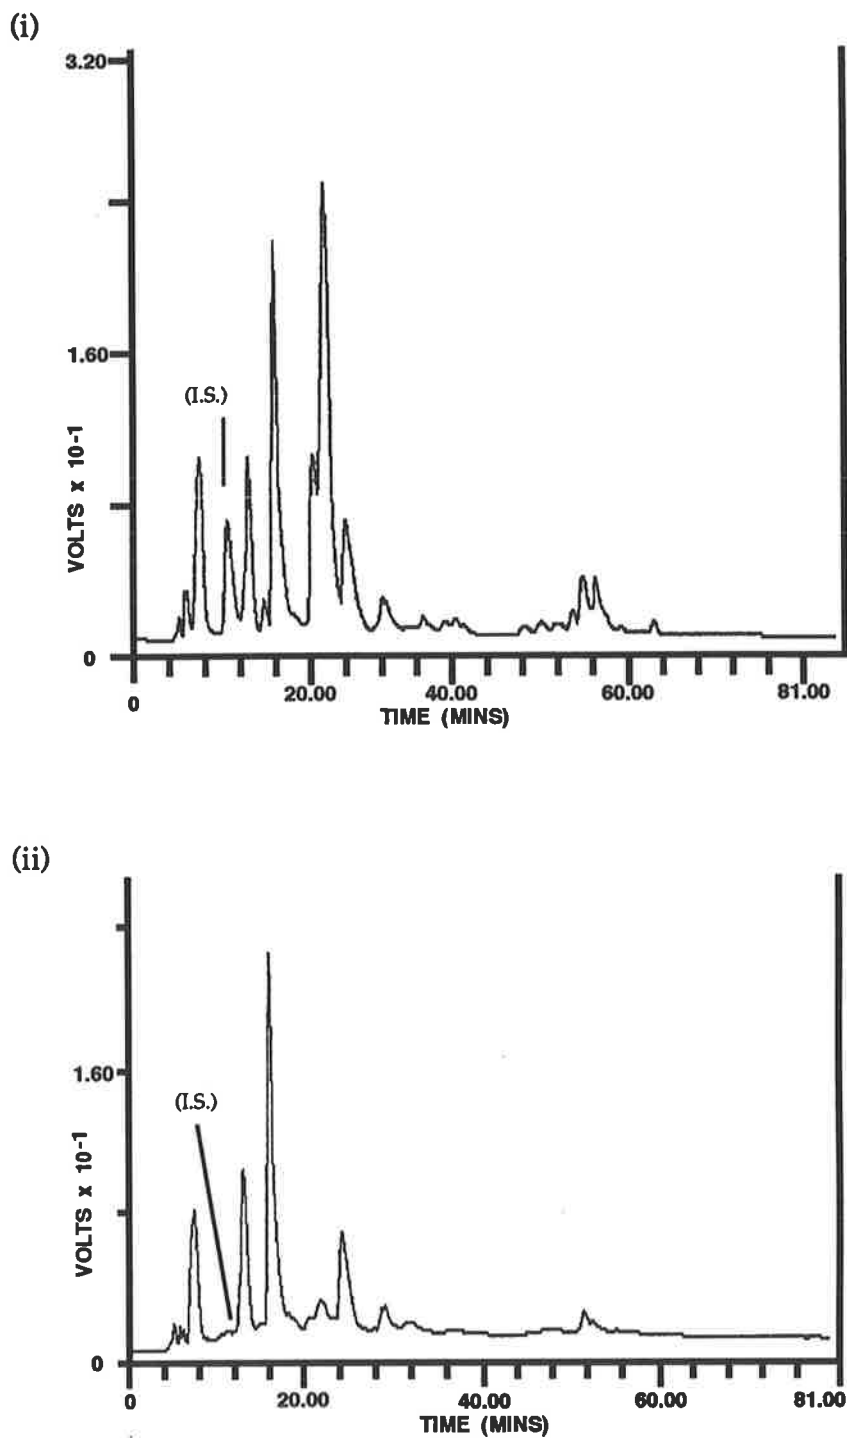 (i)
3.20
1.60
(I.S.)
VOLTS x 10-1
0
0 20.00 40.00 60.00 81.00
TIME (MINS)
(ii)
1.60
(I.S.)
VOLTS x 10-1
0
0 20.00 40.00 60.00 81.00
TIME (MINS)